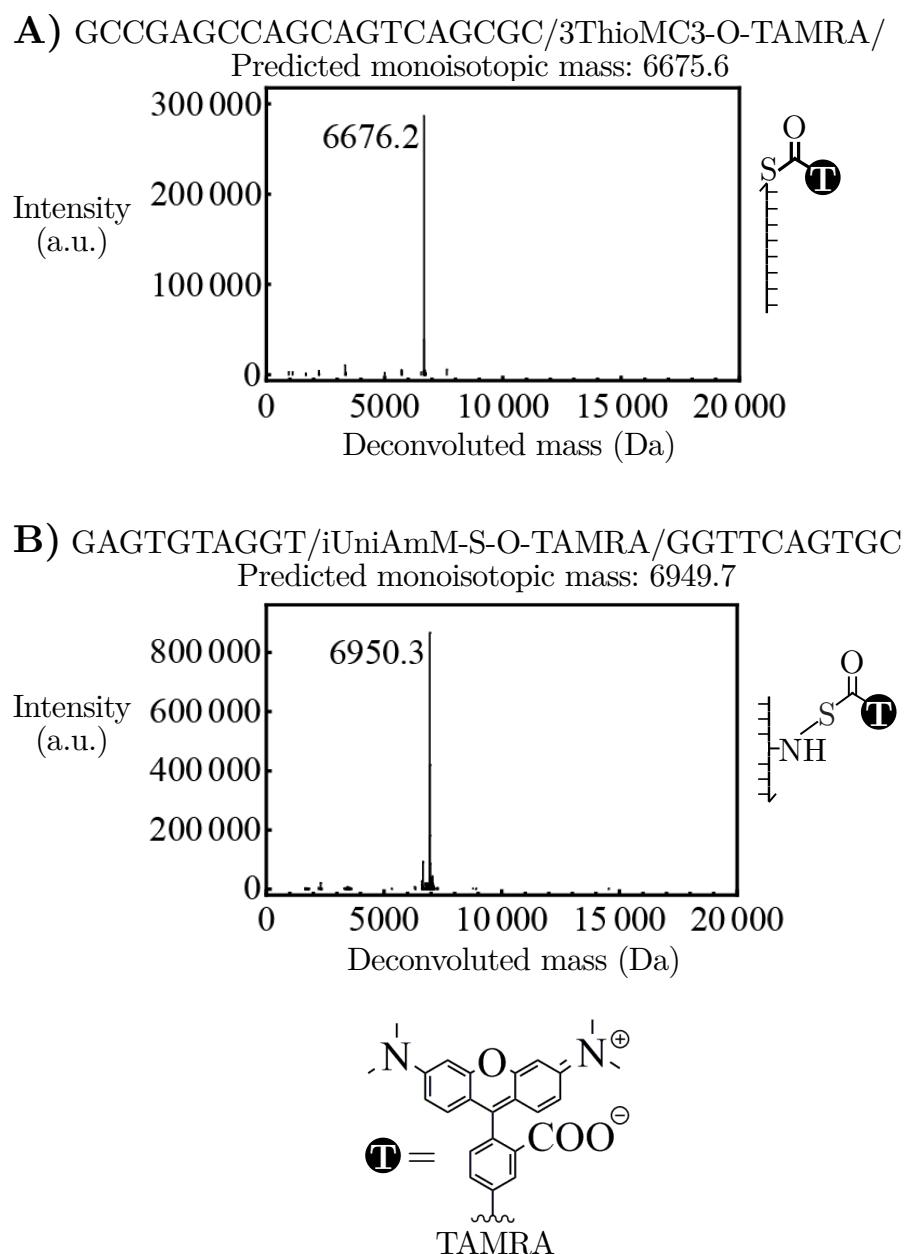 A) GCCGAGCCAGCAGTCAGCGC/3ThioMC3-O-TAMRA/
Predicted monoisotopic mass: 6675.6
300 000
6676.2
O
S
T
200 000
Intensity
(a.u.)
100 000
0
0 5000 10 000 15 000 20 000
Deconvoluted mass (Da)
B) GAGTGTAGGT/iUniAmM-S-O-TAMRA/GGTTCAGTGC
Predicted monoisotopic mass: 6949.7
800 000
6950.3
O
S
T
NH
600 000
Intensity
(a.u.)
400 000
200 000
0
0 5000 10 000 15 000 20 000
Deconvoluted mass (Da)
N O N⊕
COO⊖
T =
TAMRA